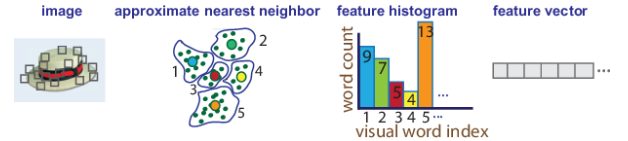 image approximate nearest neighbor feature histogram feature vector
1 2 3 4 5
word count
9 7 5 4 13
1 2 3 4 5 ...
visual word index
...